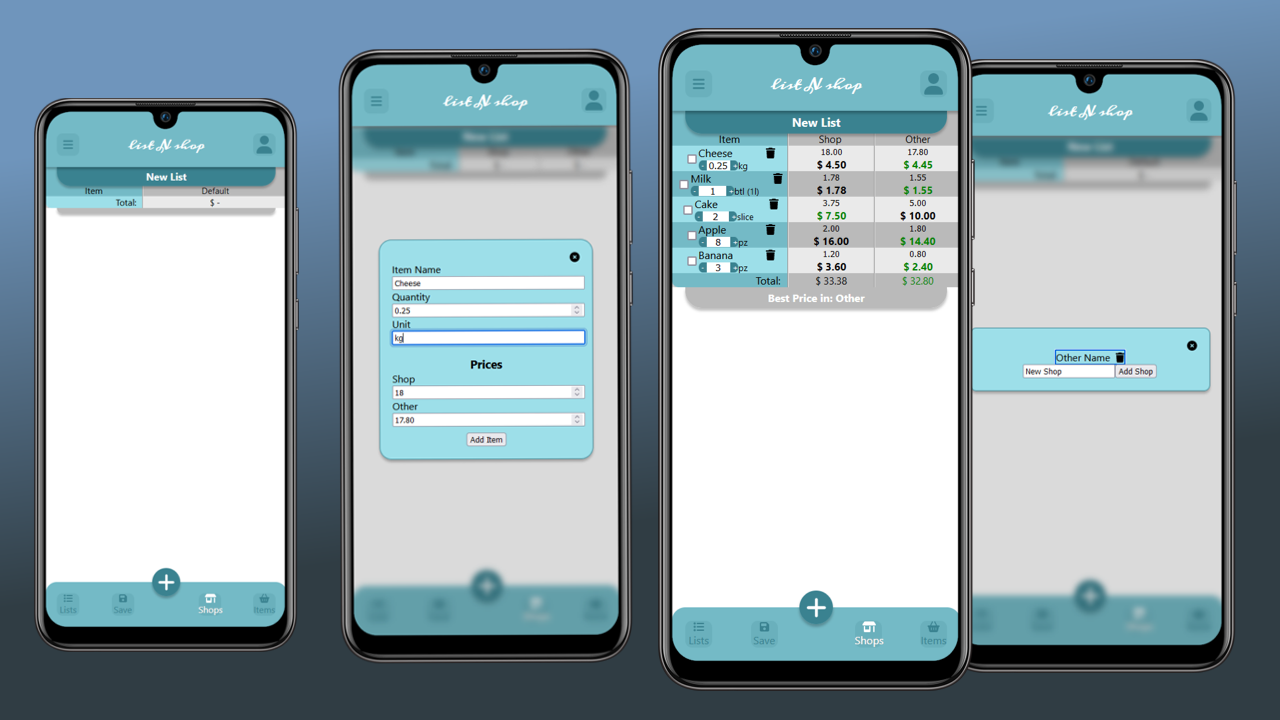 list N shop
New List
Item Default
Total: $ -
Lists Save Shops Items
list N shop
New List
Item Name
Cheese
Quantity
0.25
Unit
kg
Prices
Shop
18
Other
17.80
Add Item
list N shop
New List
Item Shop Other
Cheese 18.00 17.80
0.25 kg $ 4.50 $ 4.45
Milk 1.78 1.55
1 btl (1l) $ 1.78 $ 1.55
Cake 3.75 5.00
2 slice $ 7.50 $ 10.00
Apple 2.00 1.80
8 pz $ 16.00 $ 14.40
Banana 1.20 0.80
3 pz $ 3.60 $ 2.40
Total: $ 33.38 $ 32.80
Best Price in: Other
Lists Save Shops Items
list N shop
New List
Other Name
New Shop Add Shop